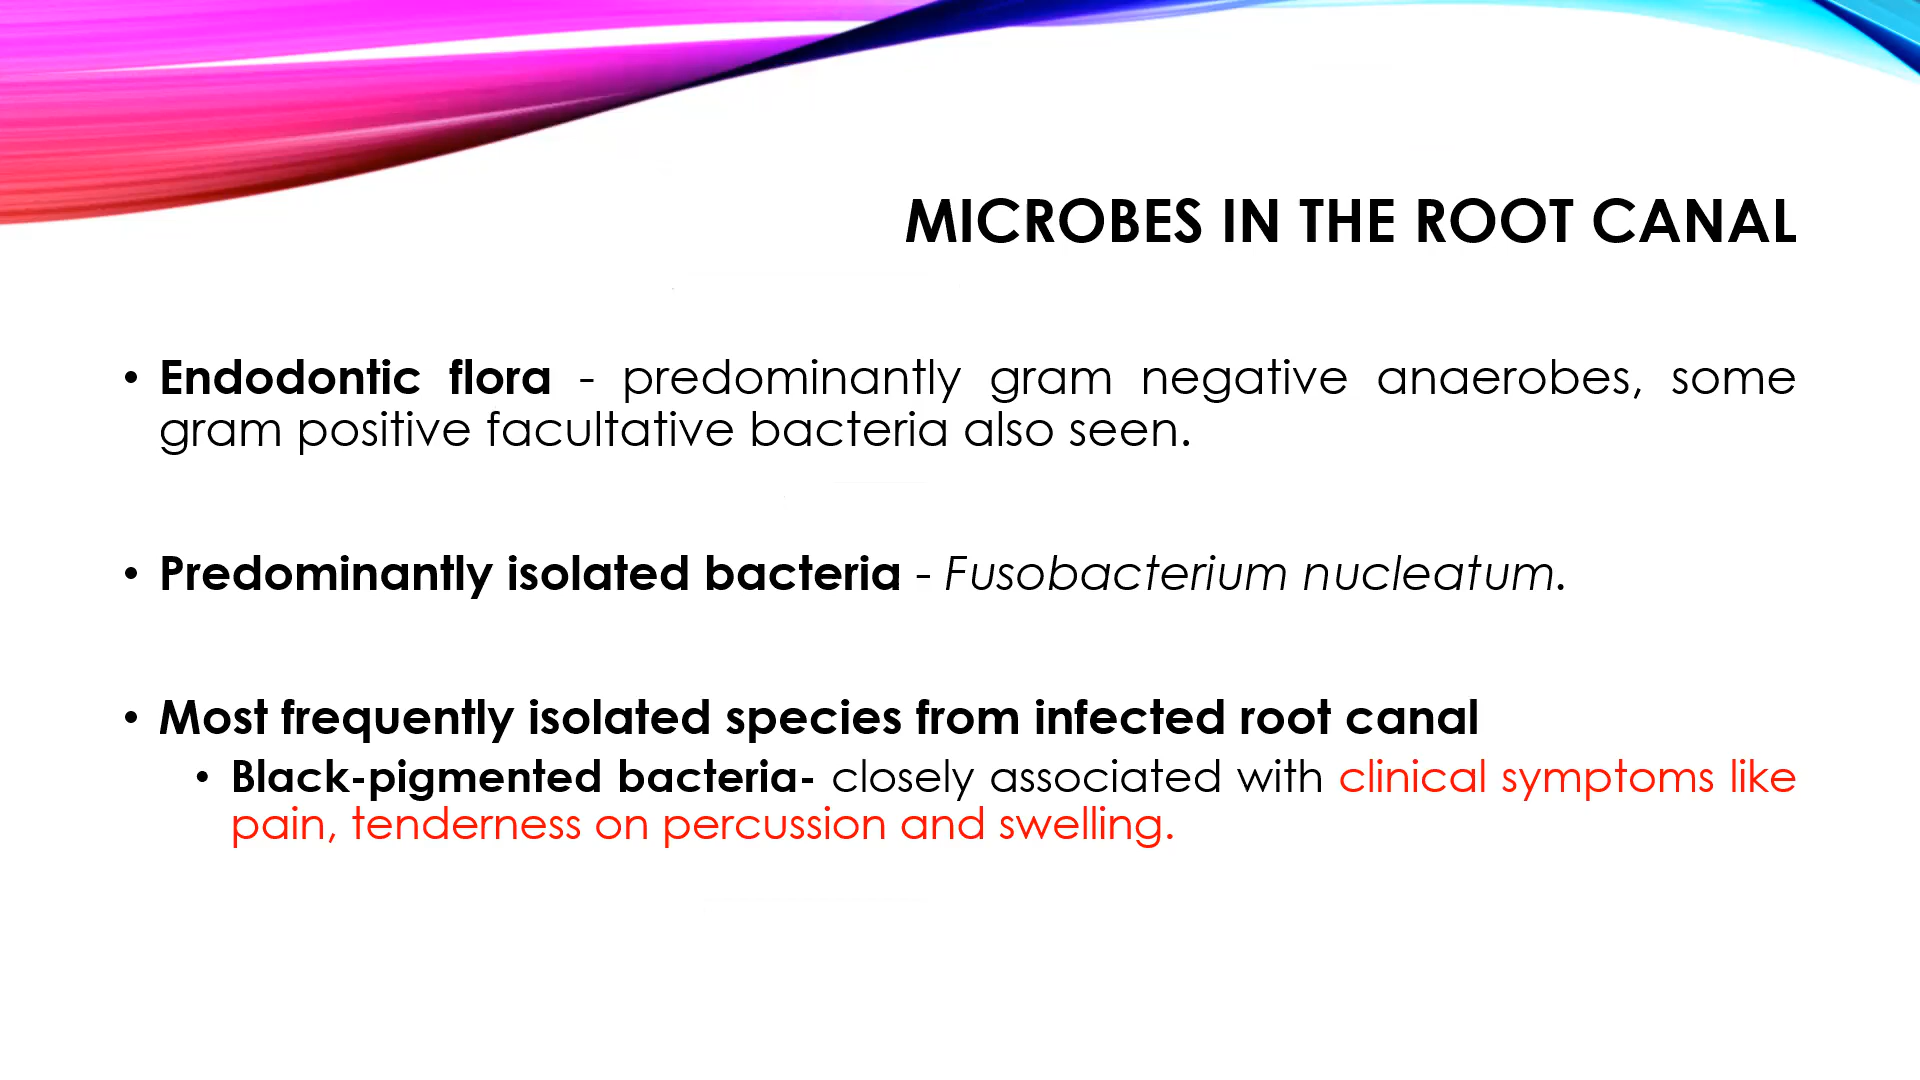 MICROBES IN THE ROOT CANAL
• Endodontic flora - predominantly gram negative anaerobes, some
gram positive facultative bacteria also seen.
• Predominantly isolated bacteria - Fusobacterium nucleatum.
• Most frequently isolated species from infected root canal
• Black-pigmented bacteria- closely associated with clinical symptoms like
pain, tenderness on percussion and swelling.